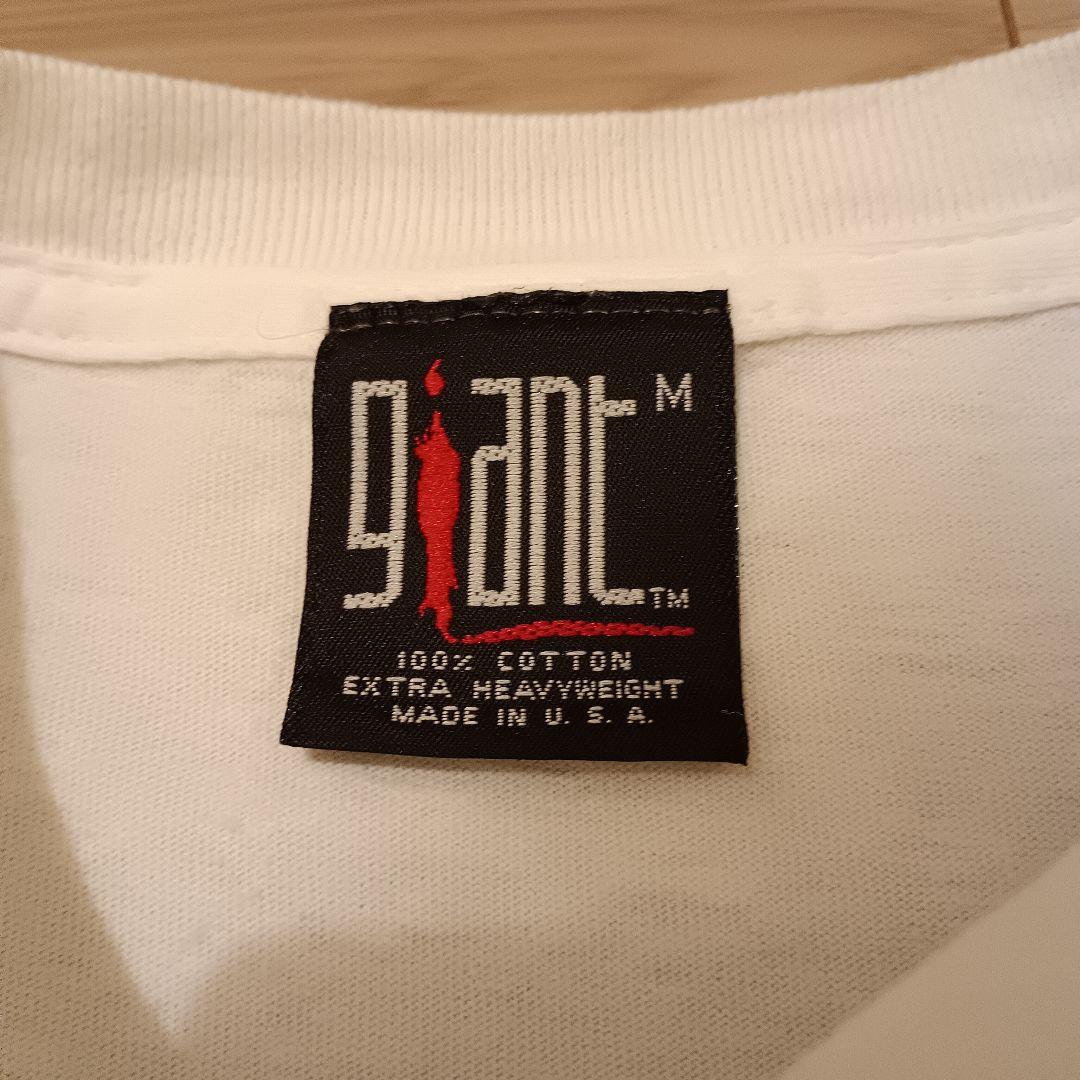 giant M
TM
100% COTTON
EXTRA HEAVYWEIGHT
MADE IN U. S. A.